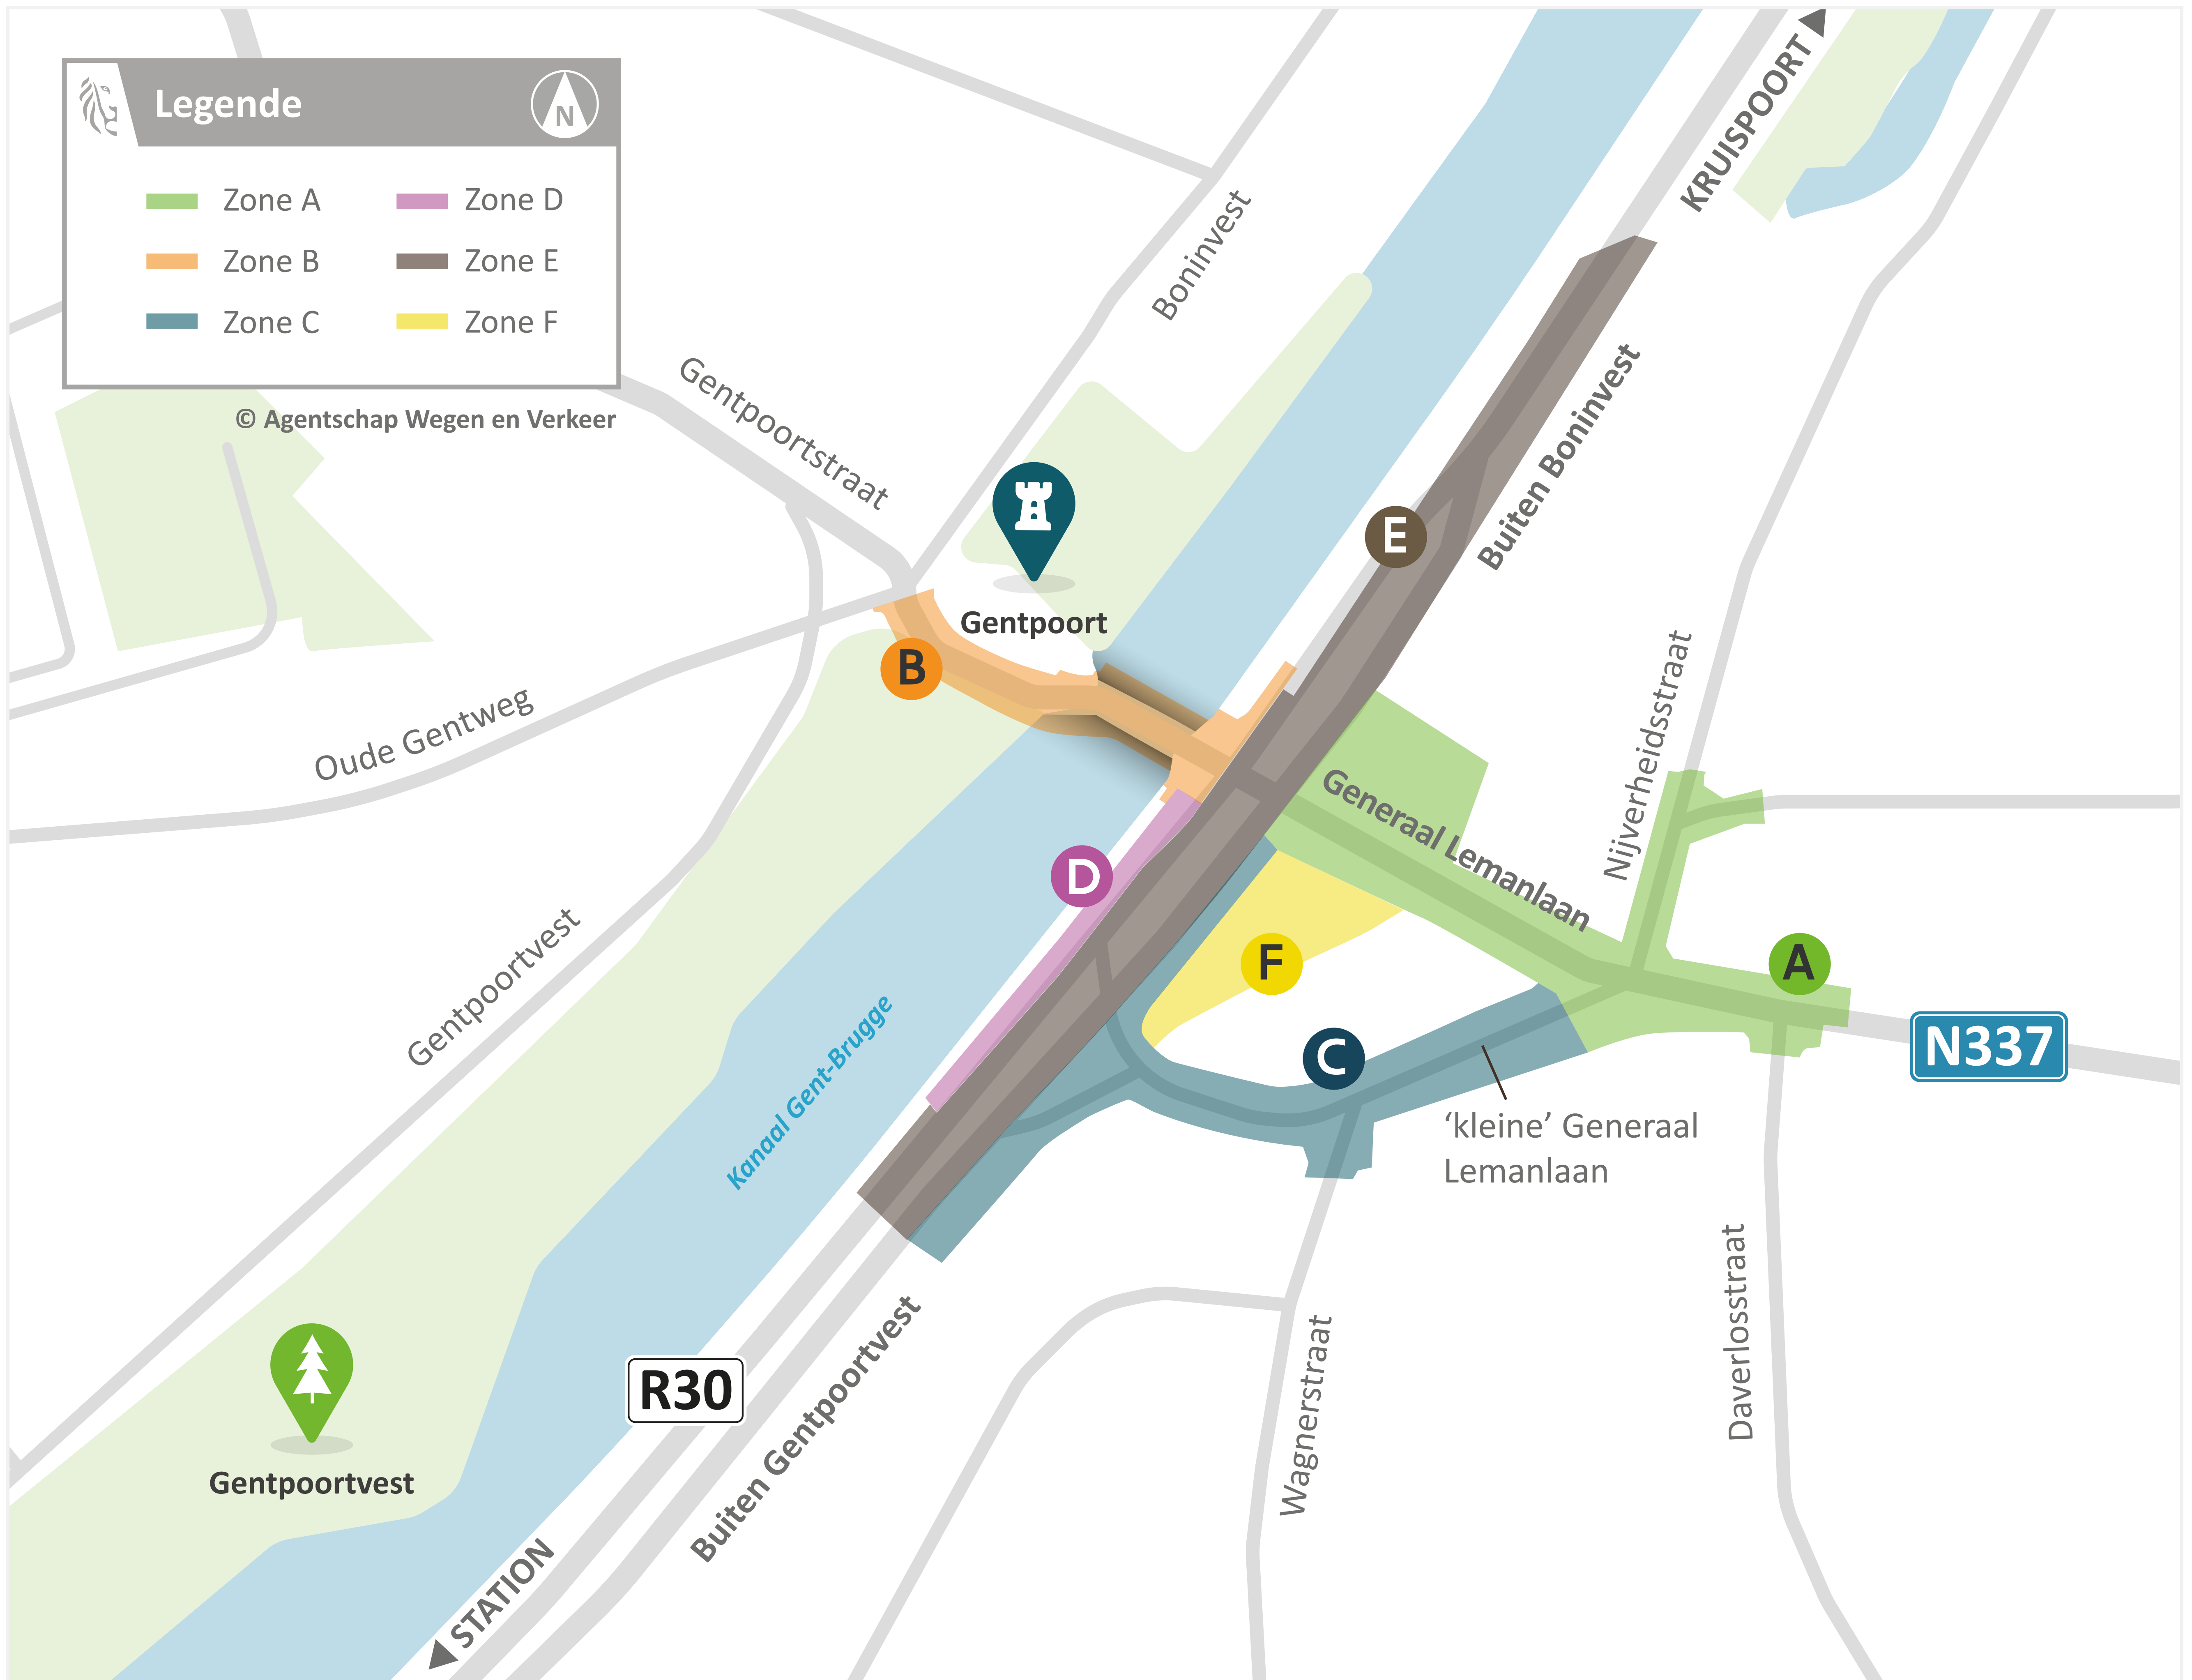 Legende
N
Zone A
Zone B
Zone C
Zone D
Zone E
Zone F
© Agentschap Wegen en Verkeer
KRUISPOORT
Boninvest
Gentpoortstraat
Buiten Boninvest
E
Gentpoort
B
Oude Gentweg
Nijverheidsstraat
Generaal Lemanlaan
D
F
A
Gentpoortvest
Kanaal Gent-Brugge
C
N337
‘kleine’ Generaal
Lemanlaan
Gentpoortvest
R30
Buiten Gentpoortvest
Wagnerstraat
Daverlosstraat
STATION